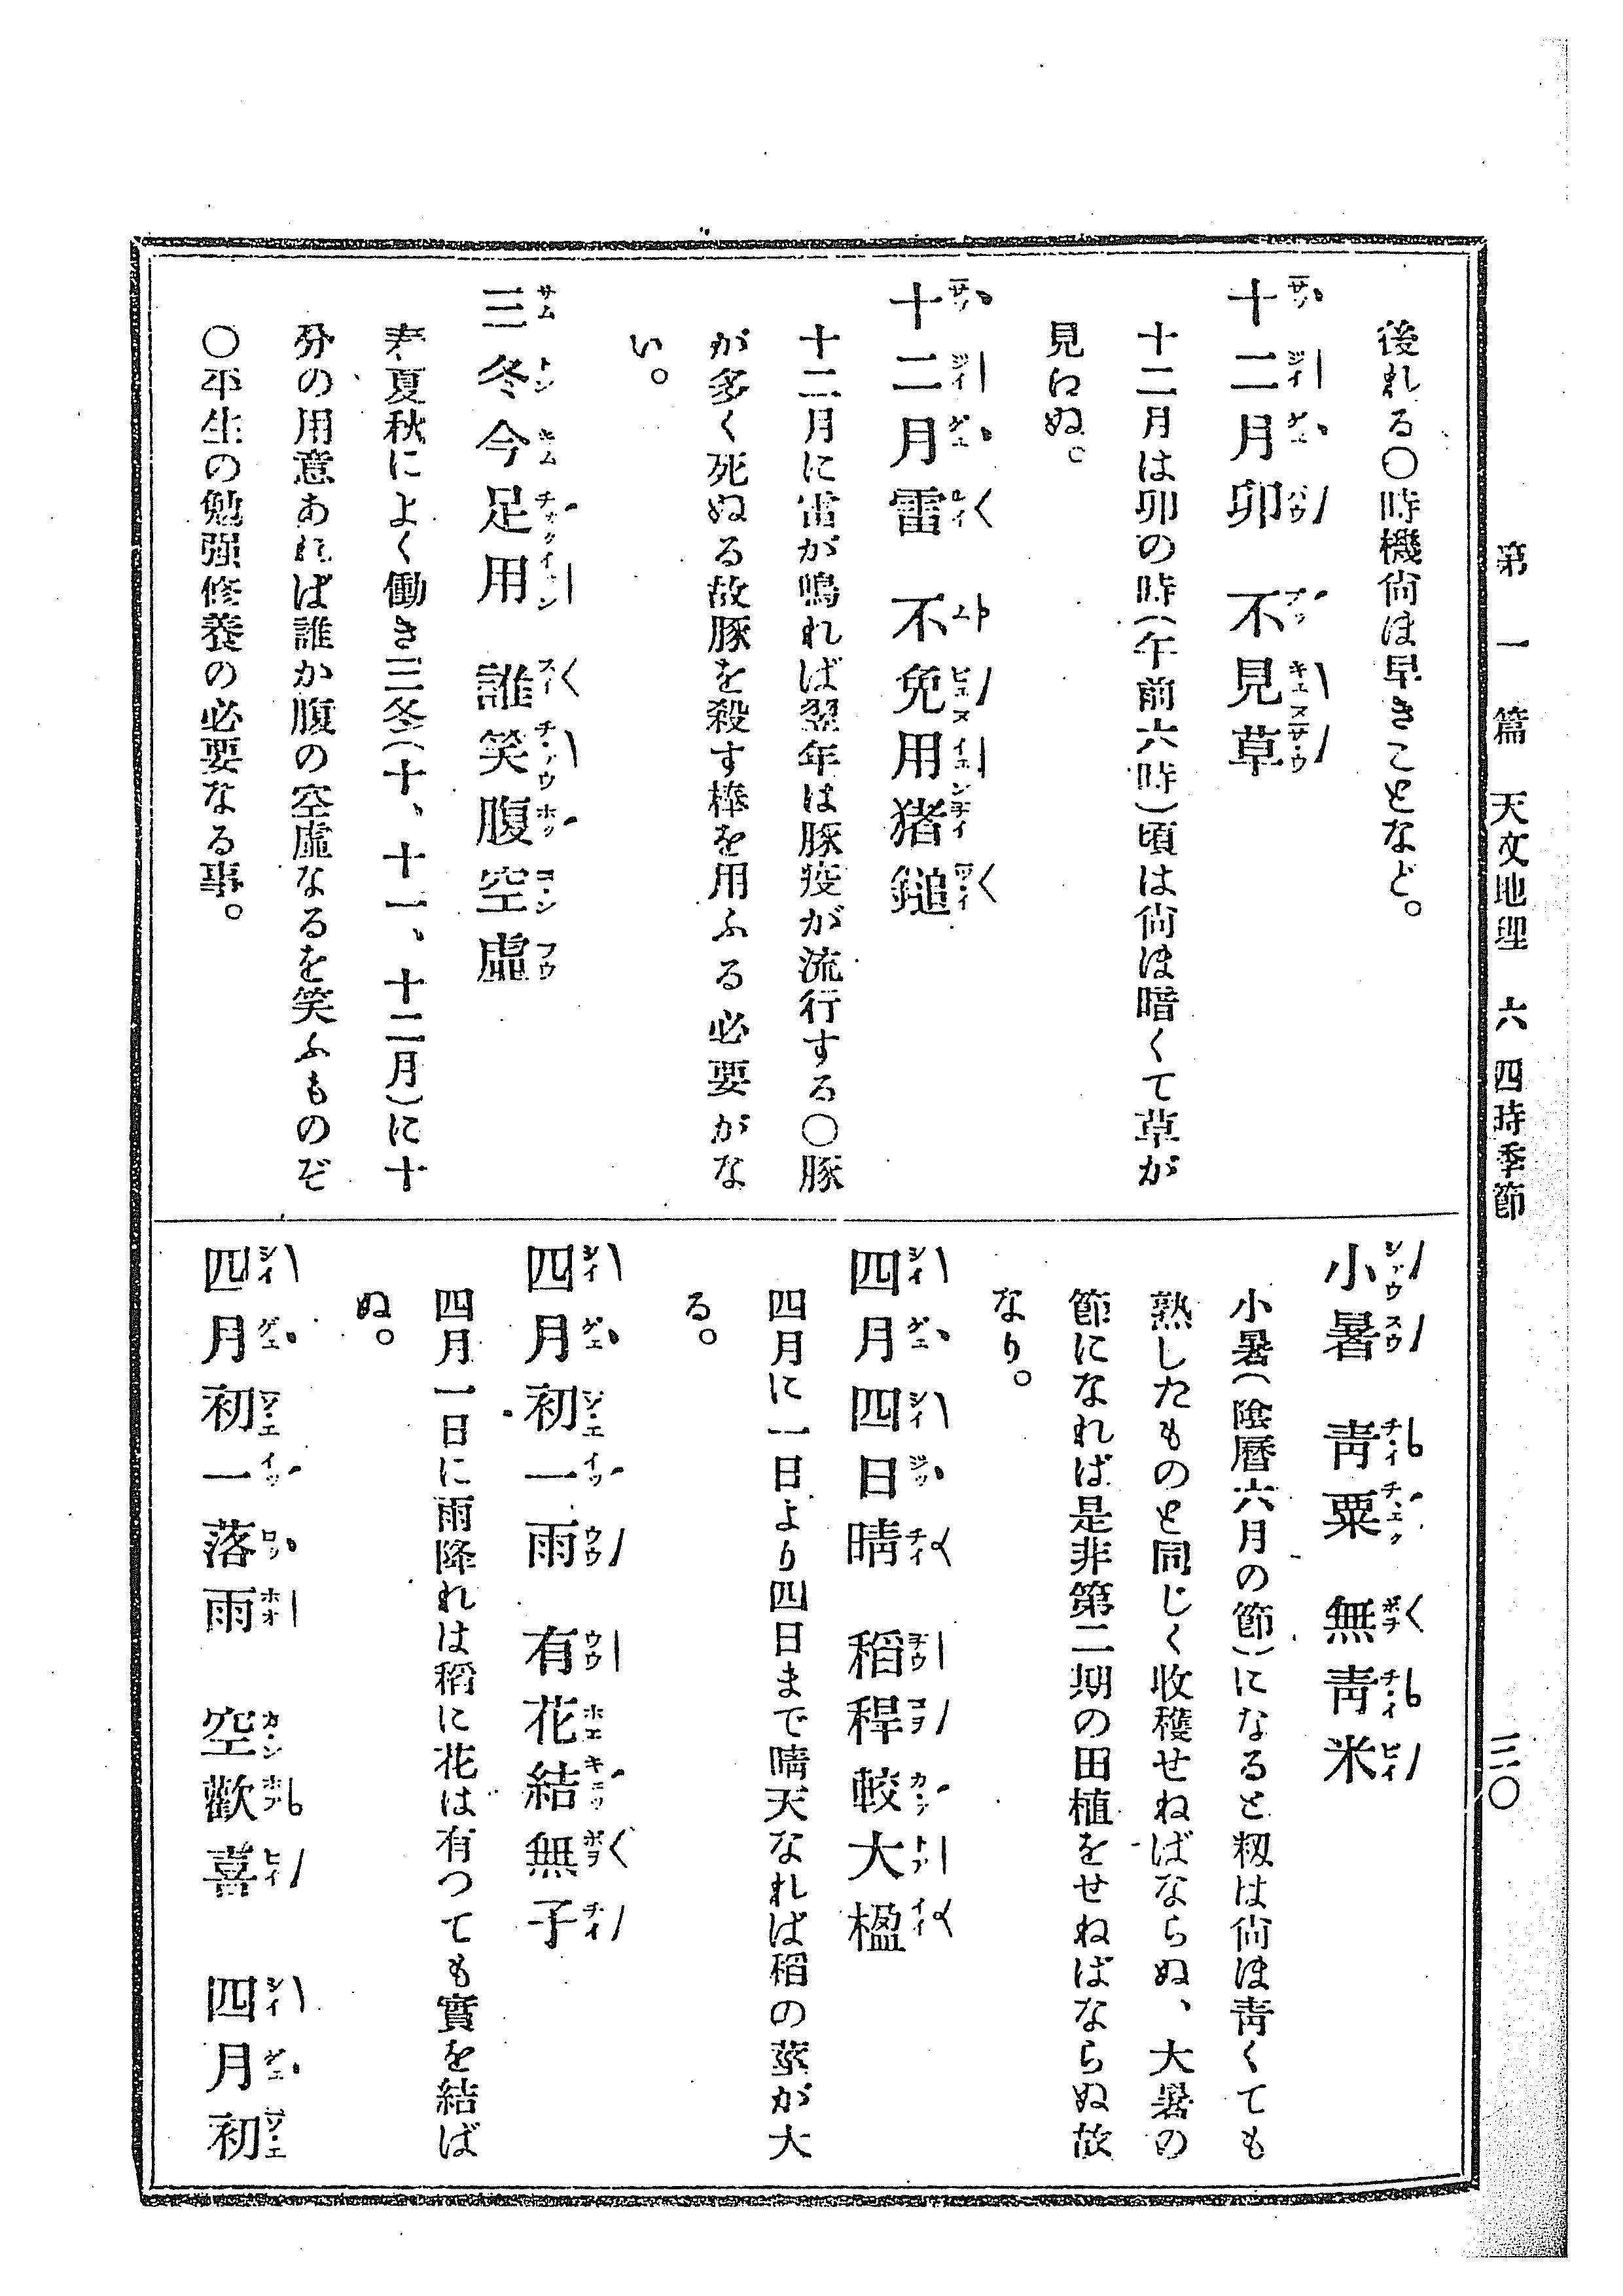 第一篇 天文地理 六 四時季節
三〇
後れる〇時機尙ほ早きことなど。
十二月卯 不見草
十二月は卯の時(午前六時)頃は尙ほ暗くて草が
見江ぬ。
十二月雷 不免用猪鎚
十二月に雷が鳴れば翌年は豚疫が流行する〇豚
が多く死ぬる故豚を殺す棒を用ふる必要がな
い。
三冬今足用 誰笑腹空虛
春夏秋によく働き三冬(十、十一、十二月)に十
分の用意あれば誰か腹の空虛なるを笑ふものぞ
〇平生の勉强修養の必要なる事。
小暑 靑粟 無靑米
小暑(陰曆六月の節)になると籾は尙ほ靑くても
熟したものと同じく收穫せねばならぬ、大暑の
節になれば是非第二期の田植をせねばならぬ故
なり。
四月四日晴 稻稈較大楹
四月に一日より四日まで晴天なれば稻の莖が大
る。
四月初一雨 有花結無子
四月一日に雨降れは稻に花は有つても實を結ば
ぬ。
四月初一落雨 空歡喜 四月初